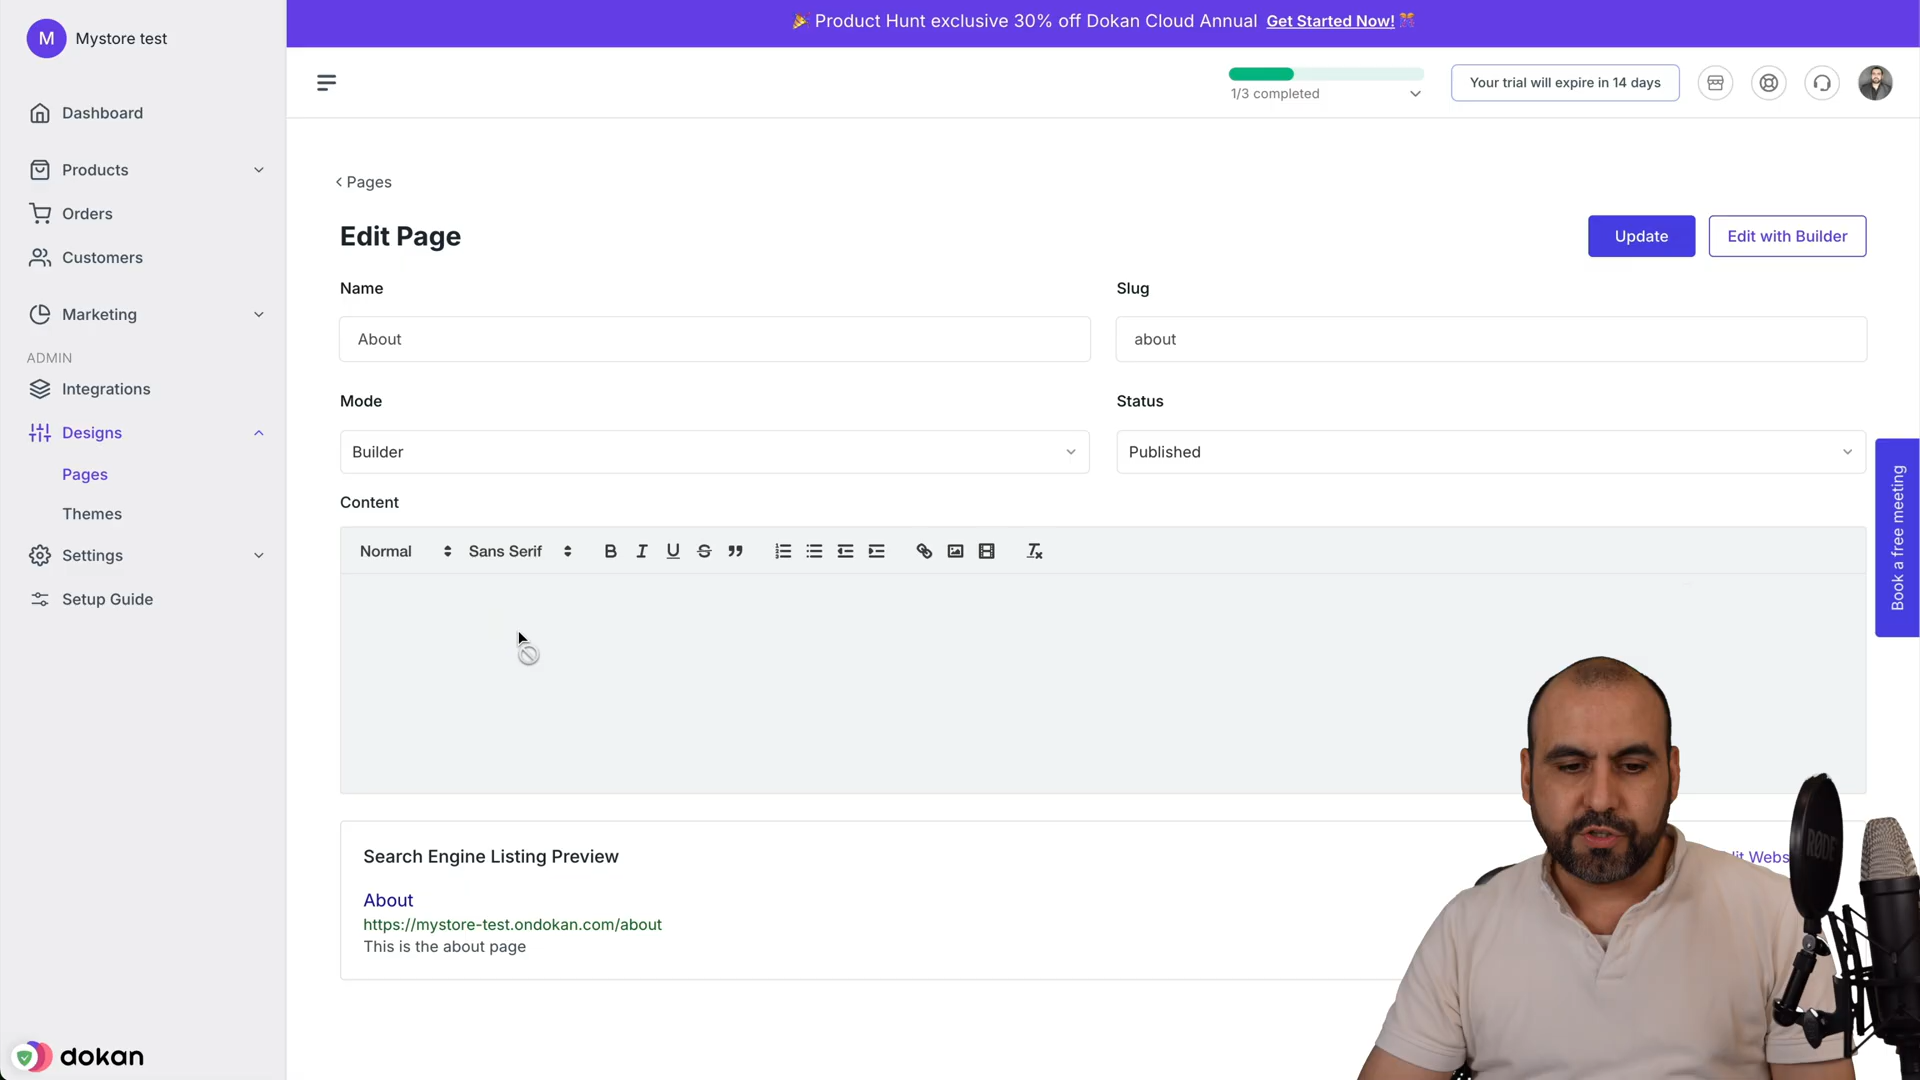 🎉 Product Hunt exclusive 30% off Dokan Cloud Annual Get Started Now! 🎊
M Mystore test
Dashboard
Products
Orders
Customers
Marketing
ADMIN
Integrations
Designs
Pages
Themes
Settings
Setup Guide
dokan
1/3 completed
Your trial will expire in 14 days
< Pages
Edit Page
Update
Edit with Builder
Name
Slug
About
about
Mode
Status
Builder
Published
Content
Normal
Sans Serif
Search Engine Listing Preview
About
https://mystore-test.ondokan.com/about
This is the about page
Book a free meeting
RØDE